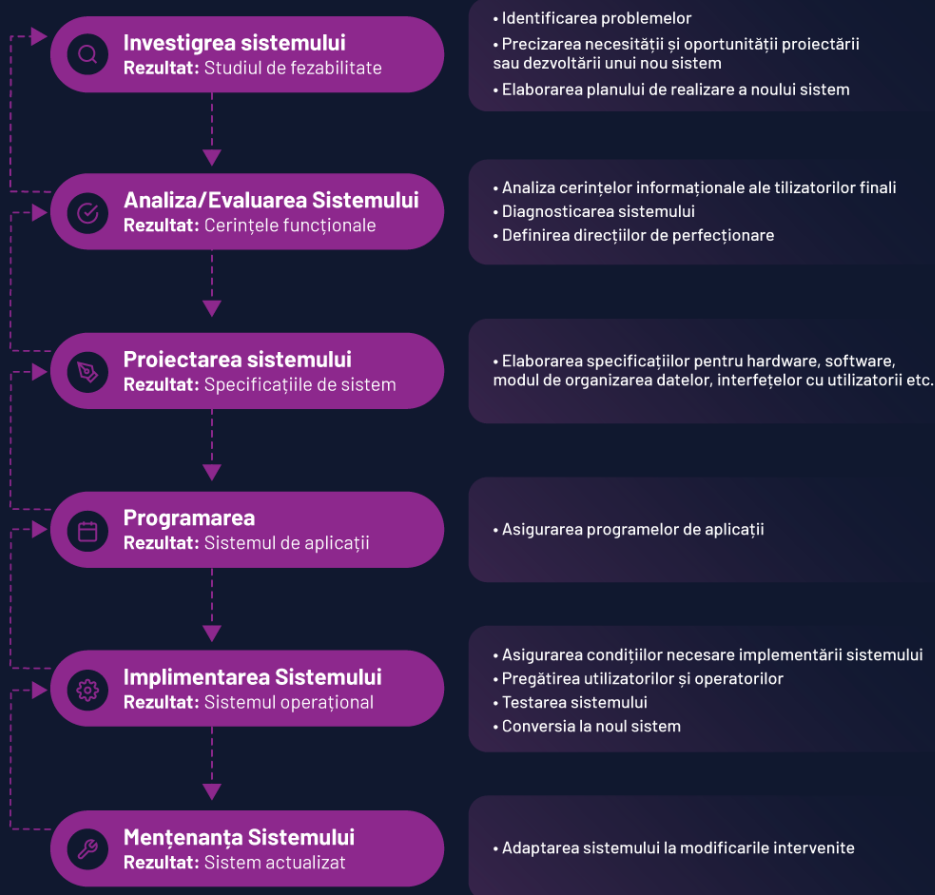 Investigrea sistemului
Rezultat: Studiul de fezabilitate
• Identificarea problemelor
• Precizarea necesității și oportunității proiectării
sau dezvoltării unui nou sistem
• Elaborarea planului de realizare a noului sistem
Analiza/Evaluarea Sistemului
Rezultat: Cerințele funcționale
• Analiza cerințelor informaționale ale tilizatorilor finali
• Diagnosticarea sistemului
• Definirea direcțiilor de perfecționare
Proiectarea sistemului
Rezultat: Specificațiile de sistem
• Elaborarea specificațiilor pentru hardware, software,
modul de organizarea datelor, interfețelor cu utilizatorii etc.
Programarea
Rezultat: Sistemul de aplicații
• Asigurarea programelor de aplicații
Implimentarea Sistemului
Rezultat: Sistemul operațional
• Asigurarea condițiilor necesare implementării sistemului
• Pregătirea utilizatorilor și operatorilor
• Testarea sistemului
• Conversia la noul sistem
Mențenanța Sistemului
Rezultat: Sistem actualizat
• Adaptarea sistemului la modificarile intervenite